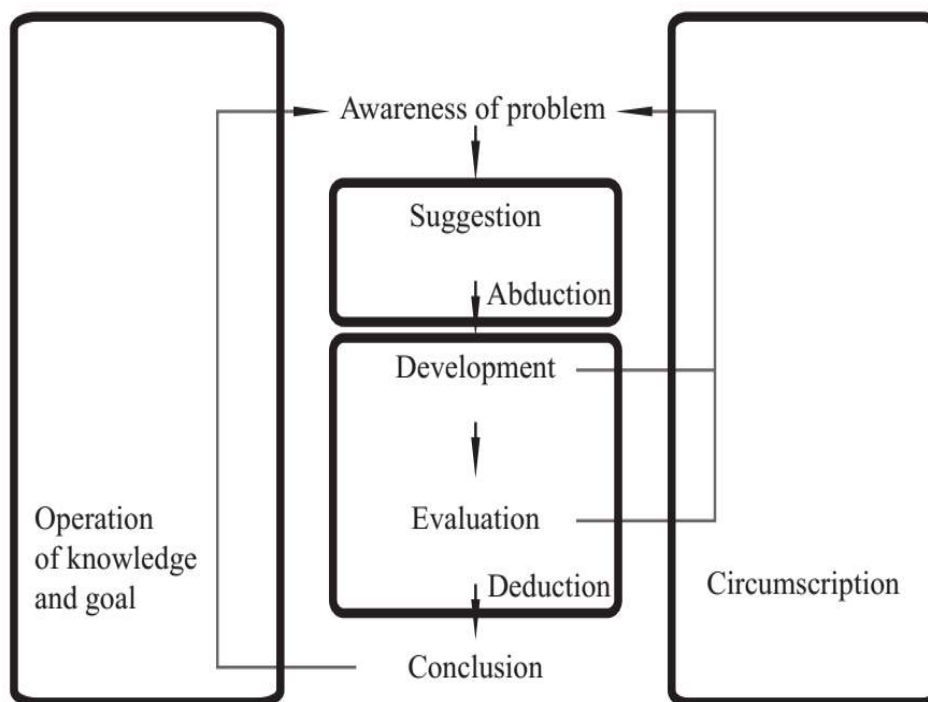 Awareness of problem
Suggestion
Abduction
Development
Evaluation
Deduction
Conclusion
Operation
of knowledge
and goal
Circumscription